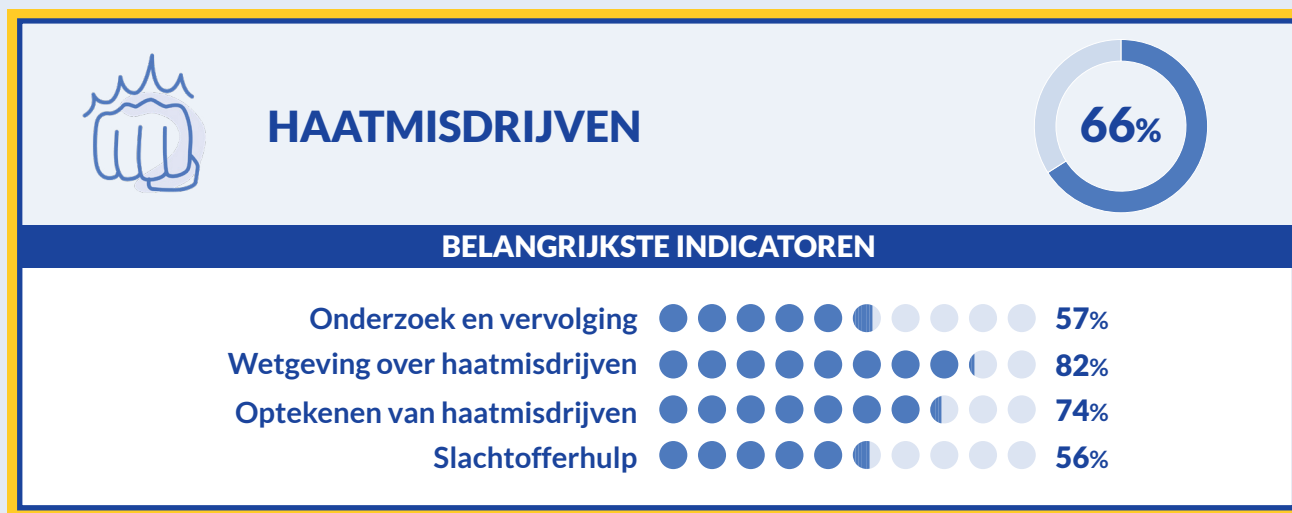 HAATMISDRIJVEN
66%
BELANGRIJKSTE INDICATOREN
Onderzoek en vervolging 57%
Wetgeving over haatmisdrijven 82%
Optekenen van haatmisdrijven 74%
Slachtofferhulp 56%